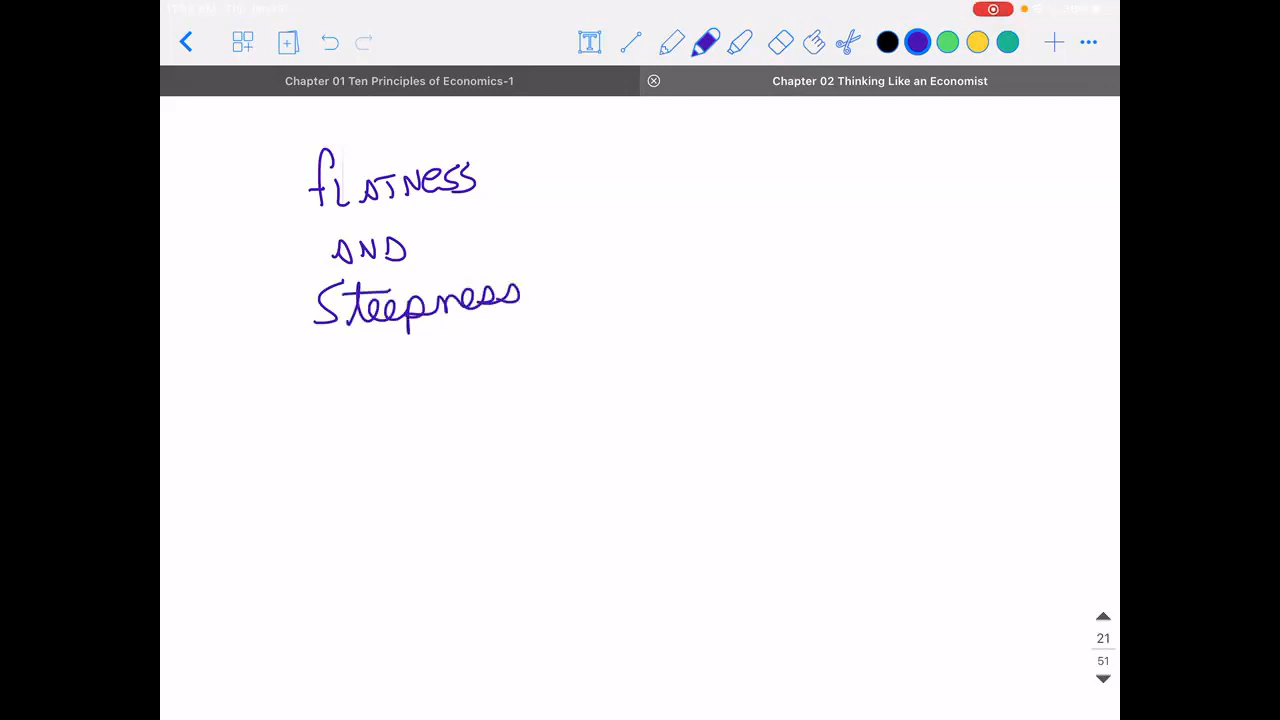 Chapter 01 Ten Principles of Economics-1
Chapter 02 Thinking Like an Economist
flatNess
AND
Steepness
21
51